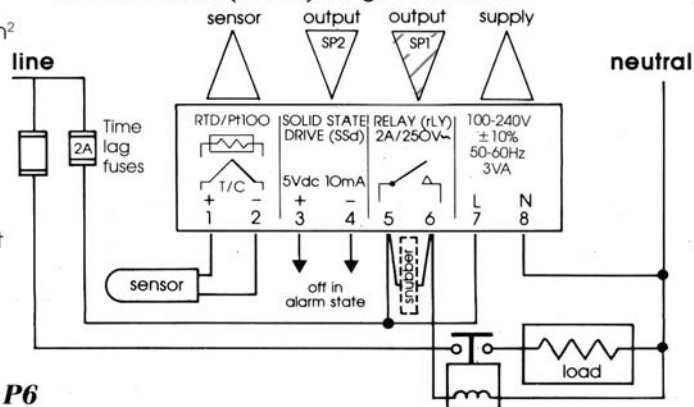 sensor output output supply
SP2 SP1
line neutral
2A Time lag fuses
RTD/Pt100 SOLID STATE DRIVE (SSd) RELAY (rLY) 2A/250V~ 100-240V ±10% 50-60Hz 3VA
T/C 5Vdc 10mA
+ − + − L N
1 2 3 4 5 6 7 8
sensor
off in
alarm state
snubber
load
P6